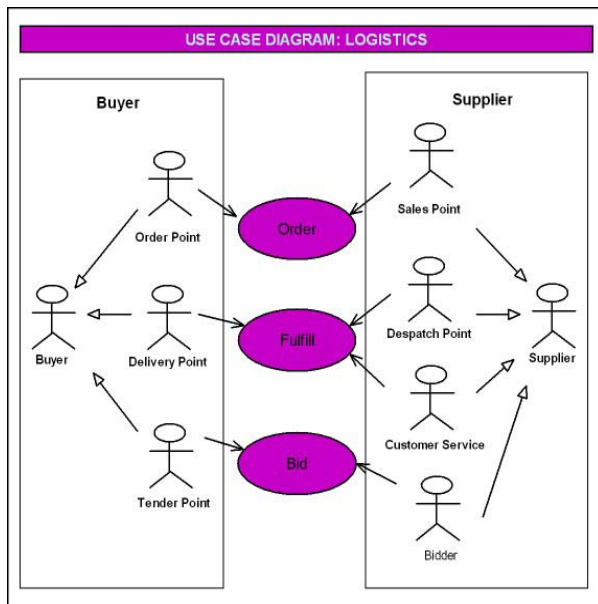 USE CASE DIAGRAM: LOGISTICS
Buyer
Supplier
Order Point
Sales Point
Order
Buyer
Delivery Point
Fulfill
Despatch Point
Supplier
Customer Service
Tender Point
Bid
Bidder